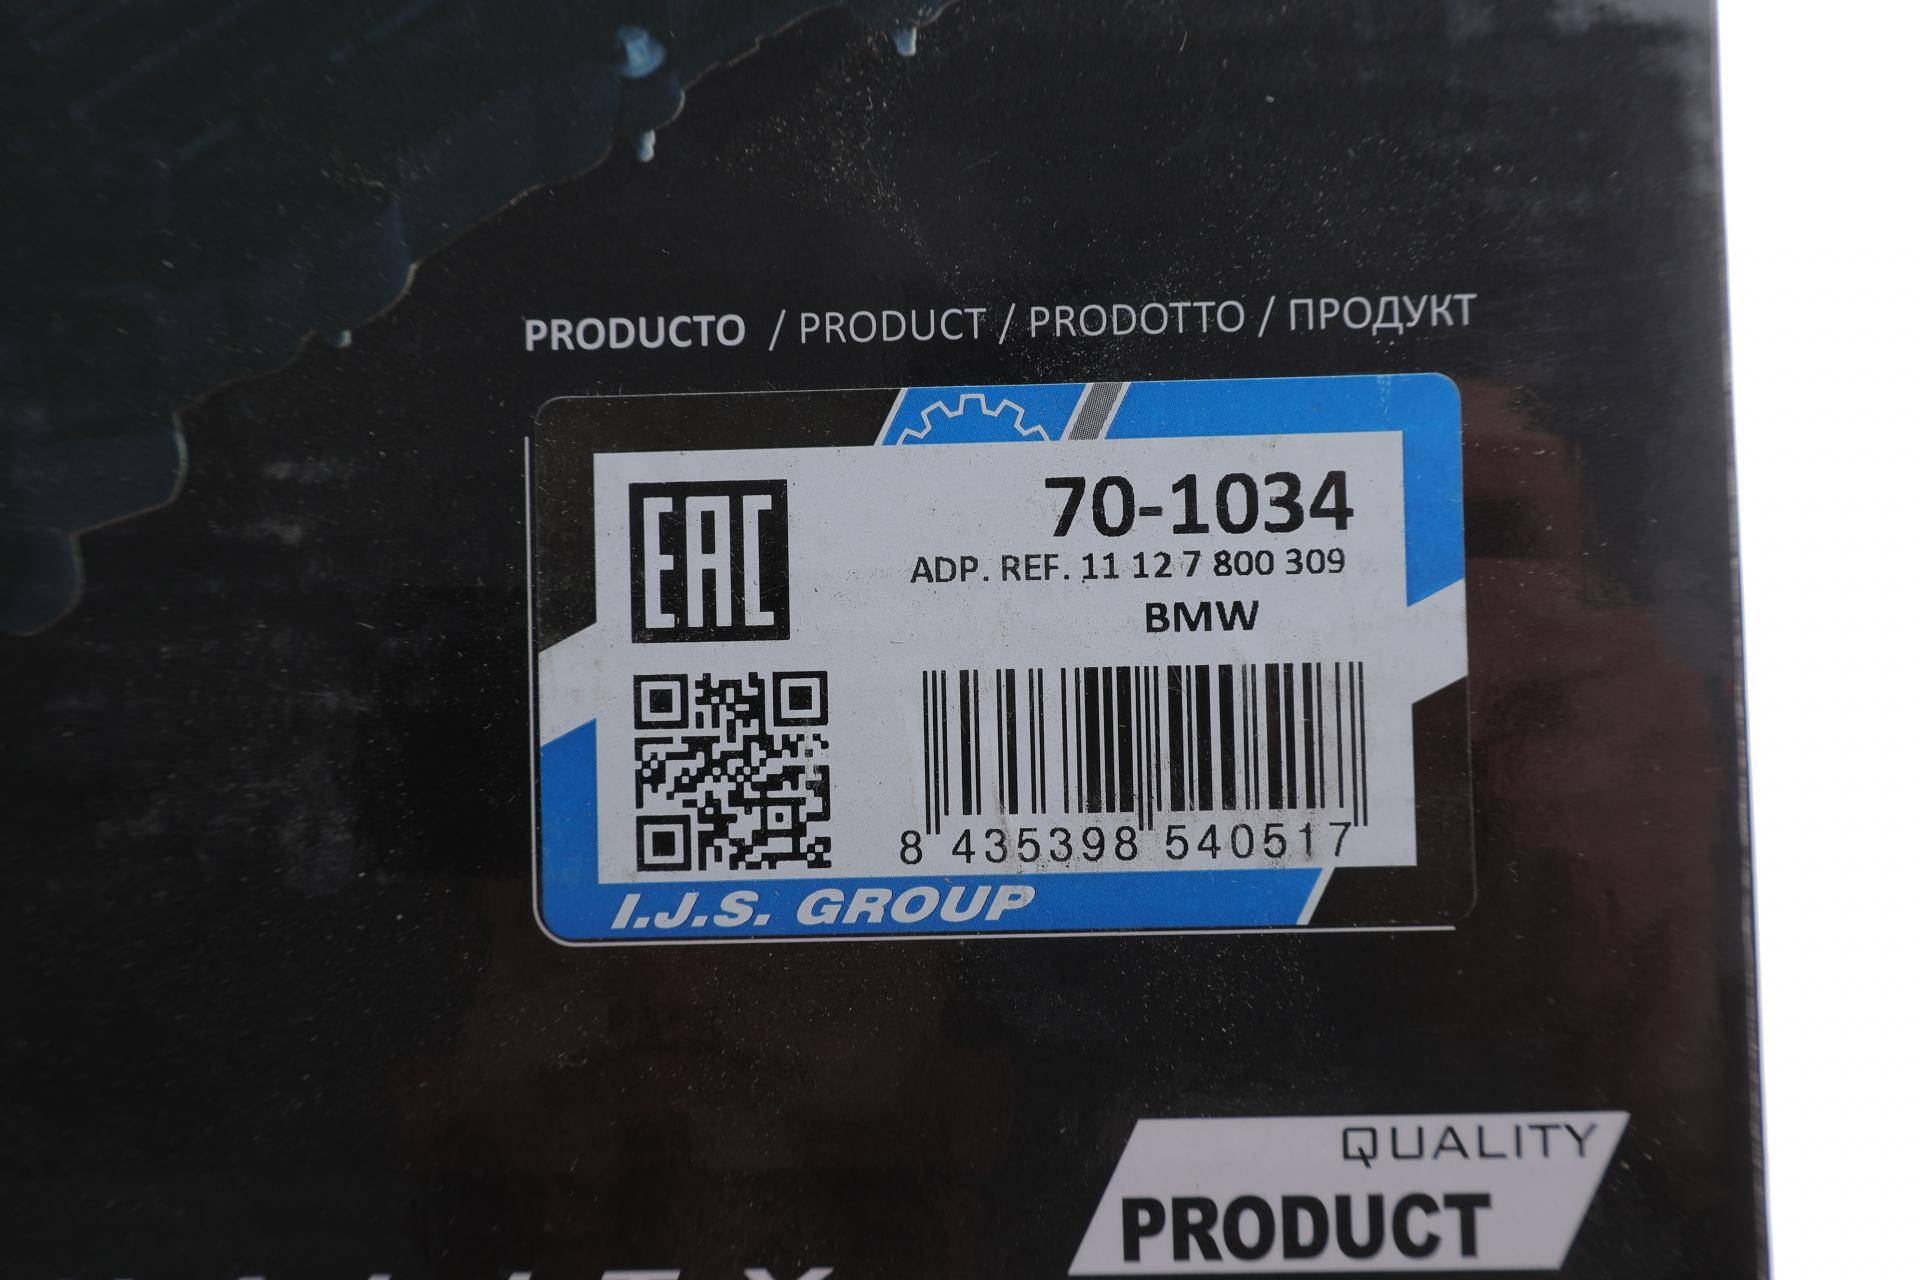 PRODUCTO / PRODUCT / PRODOTTO / ПРОДУКТ
EAC
70-1034
ADP. REF. 11 12 7 800 309
BMW
8 435398 540517
I.J.S. GROUP
QUALITY
PRODUCT